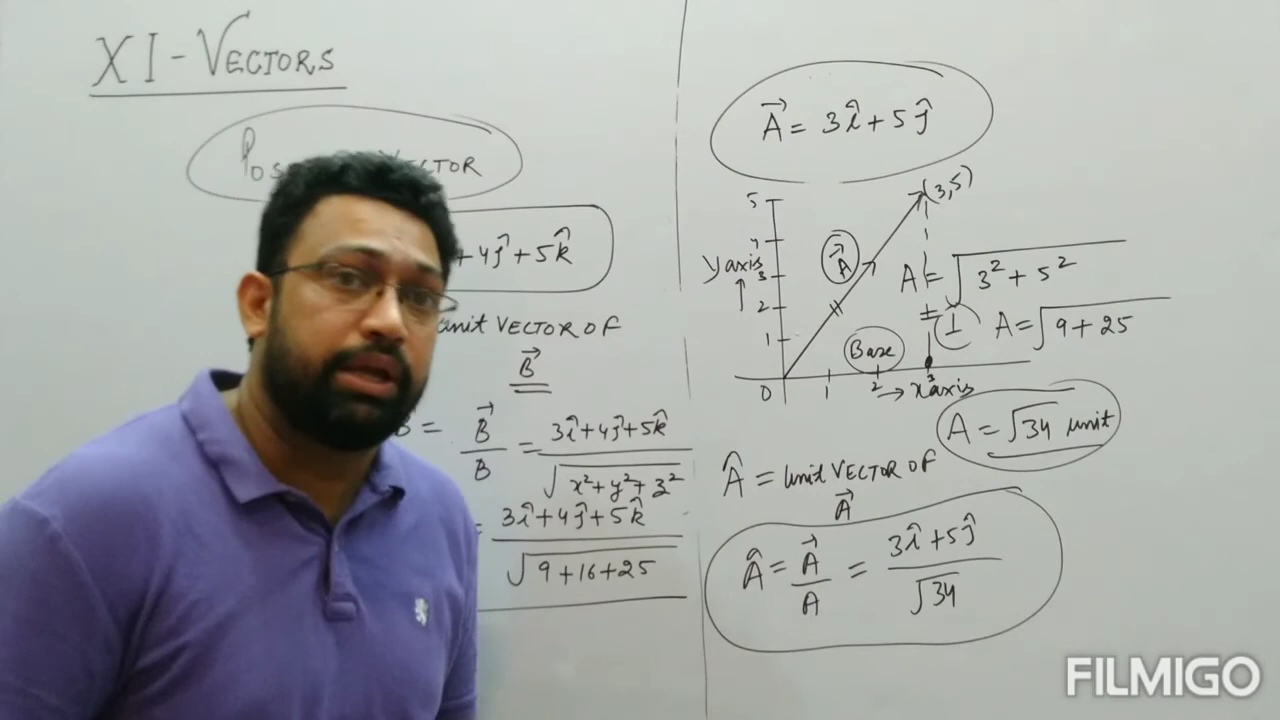 XI - VECTORS
VECTOR
+ 4ĵ + 5k̂
unit VECTOR OF
B⃗
B = B⃗/B = 3î+4ĵ+5k̂/√x²+y²+z²
= 3î+4ĵ+5k̂/√9+16+25
A⃗ = 3î + 5ĵ
(3,5)
5
4
3
2
1
0
1
2
3
y axis
→ x axis
A⃗
Base
⊥
A = √3² + 5²
A = √9 + 25
A = √34 unit
Â = unit VECTOR OF
A⃗
Â = A⃗/A = 3î + 5ĵ/√34
FILMIGO